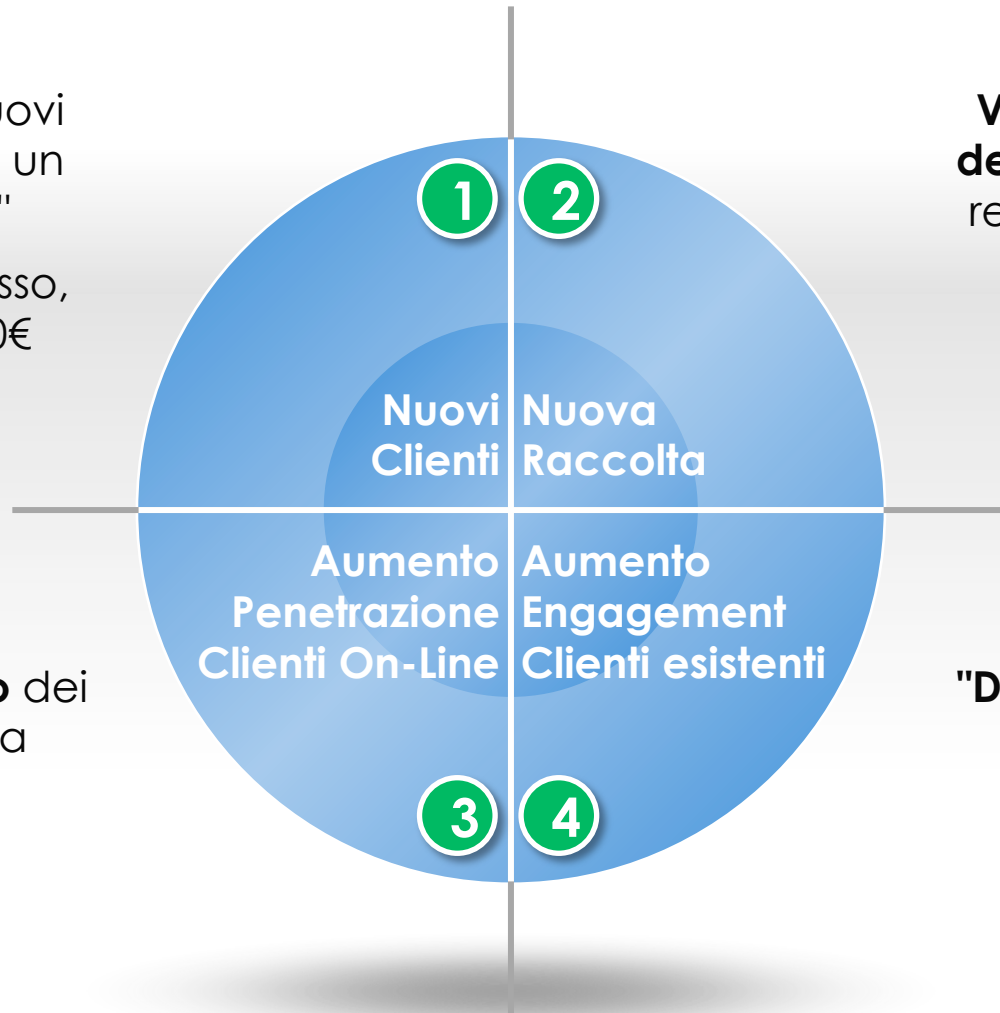 uovi
un
"
sso,
0€
1
Nuovi
Clienti
2
Nuova
Raccolta
V
de
re
Aumento
Penetrazione
Clienti On-Line
3
o dei
a
Aumento
Engagement
Clienti esistenti
4
"D